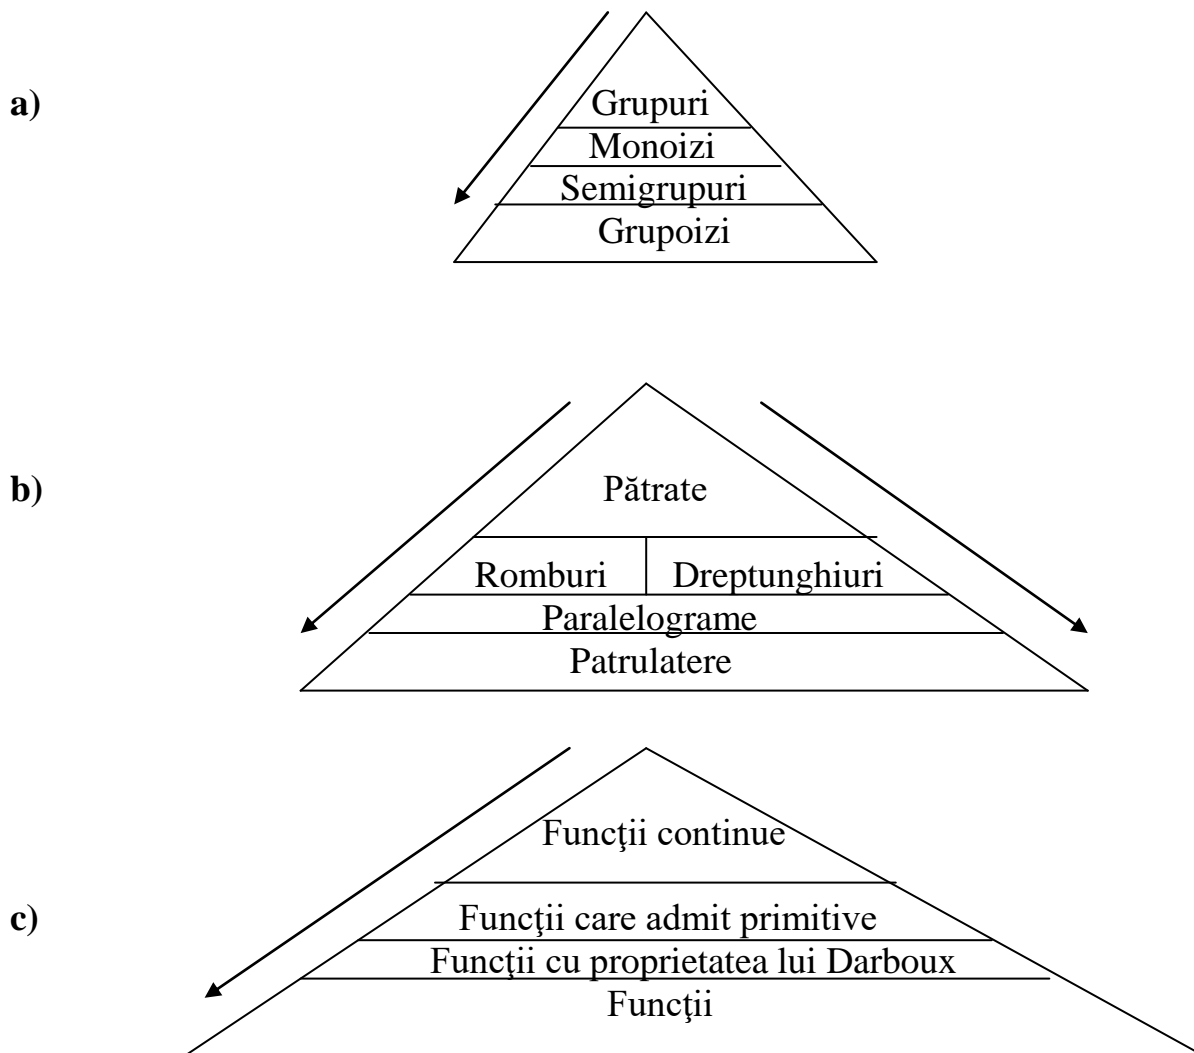 a)
Grupuri
Monoizi
Semigrupuri
Grupoizi
b)
Pătrate
Romburi Dreptunghiuri
Paralelograme
Patrulatere
c)
Funcţii continue
Funcţii care admit primitive
Funcţii cu proprietatea lui Darboux
Funcţii